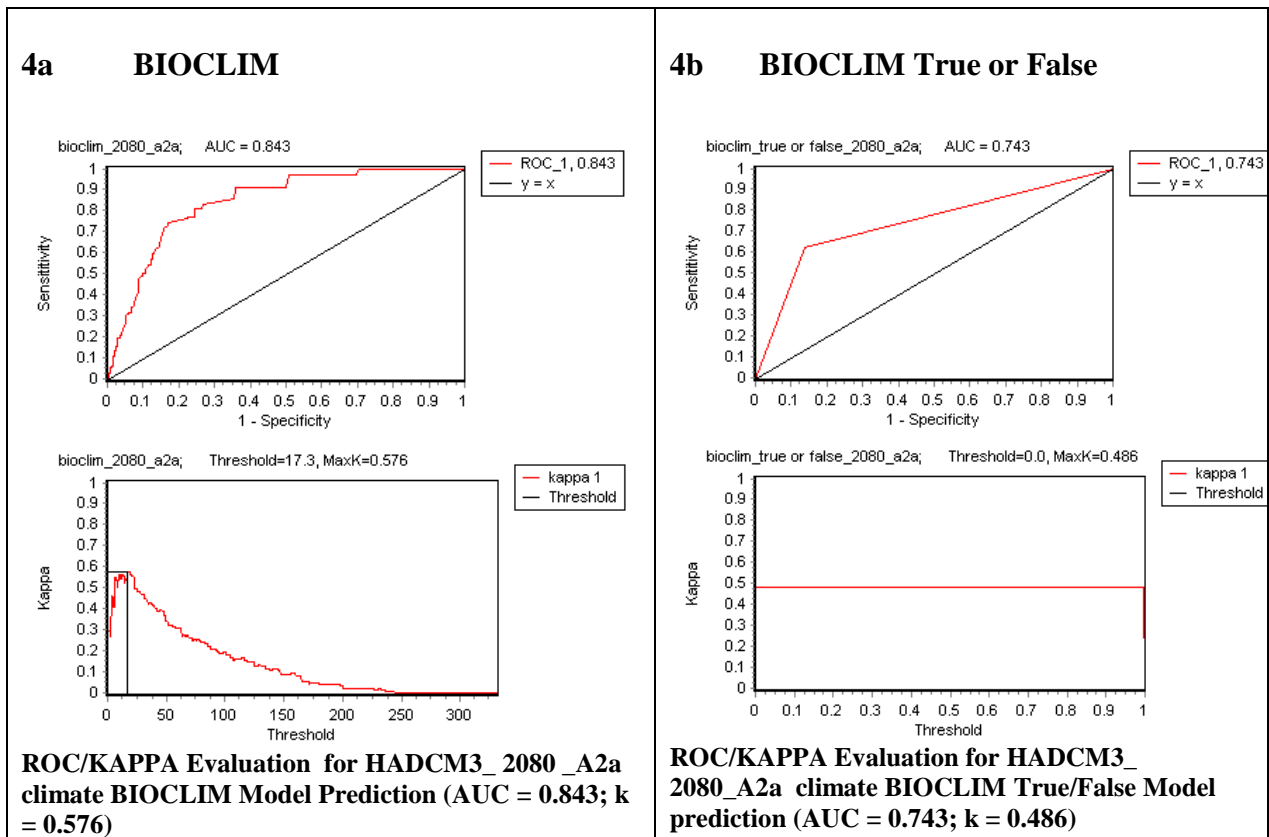 4a BIOCLIM
bioclim_2080_a2a; AUC = 0.843
ROC_1, 0.843
y = x
1
0.9
0.8
0.7
0.6
0.5
0.4
0.3
0.2
0.1
0
Sensititivity
0 0.1 0.2 0.3 0.4 0.5 0.6 0.7 0.8 0.9 1
1 - Specificity
bioclim_2080_a2a; Threshold=17.3, MaxK=0.576
kappa 1
Threshold
1
0.9
0.8
0.7
0.6
0.5
0.4
0.3
0.2
0.1
0
Kappa
0 50 100 150 200 250 300
Threshold
ROC/KAPPA Evaluation for HADCM3_ 2080 _A2a
climate BIOCLIM Model Prediction (AUC = 0.843; k
= 0.576)
4b BIOCLIM True or False
bioclim_true or false_2080_a2a; AUC = 0.743
ROC_1, 0.743
y = x
1
0.9
0.8
0.7
0.6
0.5
0.4
0.3
0.2
0.1
0
Sensititivity
0 0.1 0.2 0.3 0.4 0.5 0.6 0.7 0.8 0.9 1
1 - Specificity
bioclim_true or false_2080_a2a; Threshold=0.0, MaxK=0.486
kappa 1
Threshold
1
0.9
0.8
0.7
0.6
0.5
0.4
0.3
0.2
0.1
0
Kappa
0 0.1 0.2 0.3 0.4 0.5 0.6 0.7 0.8 0.9 1
Threshold
ROC/KAPPA Evaluation for HADCM3_
2080_A2a climate BIOCLIM True/False Model
prediction (AUC = 0.743; k = 0.486)